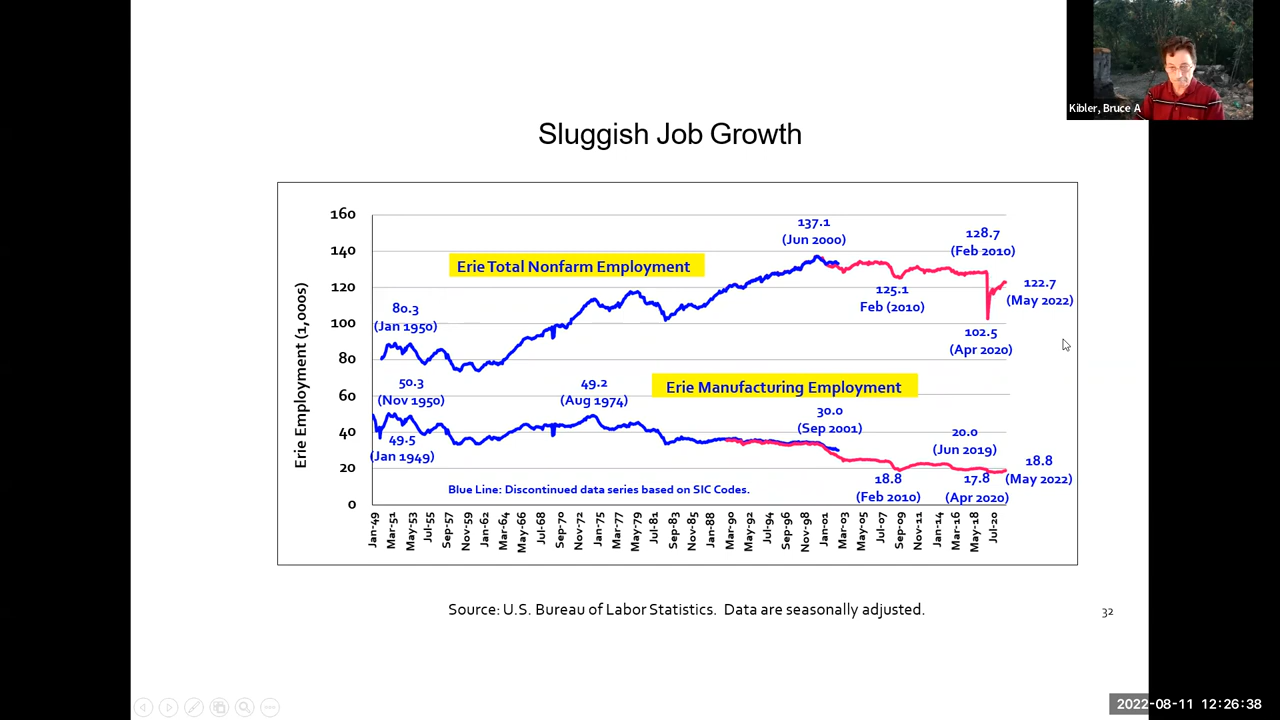 Kibler, Bruce A
Sluggish Job Growth
160
140
120
100
80
60
40
20
0
Erie Employment (1,000s)
137.1
(Jun 2000)
128.7
(Feb 2010)
Erie Total Nonfarm Employment
125.1
Feb (2010)
122.7
(May 2022)
80.3
(Jan 1950)
102.5
(Apr 2020)
50.3
(Nov 1950)
49.2
(Aug 1974)
Erie Manufacturing Employment
30.0
(Sep 2001)
20.0
(Jun 2019)
49.5
(Jan 1949)
18.8
(May 2022)
18.8
(Feb 2010)
17.8
(Apr 2020)
Blue Line: Discontinued data series based on SIC Codes.
Jan-49
Mar-51
May-53
Jul-55
Sep-57
Nov-59
Jan-62
Mar-64
May-66
Jul-68
Sep-70
Nov-72
Jan-75
Mar-77
May-79
Jul-81
Sep-83
Nov-85
Jan-88
Mar-90
May-92
Jul-94
Sep-96
Nov-98
Jan-01
Mar-03
May-05
Jul-07
Sep-09
Nov-11
Jan-14
Mar-16
May-18
Jul-20
Source: U.S. Bureau of Labor Statistics. Data are seasonally adjusted.
32
2022-08-11 12:26:38